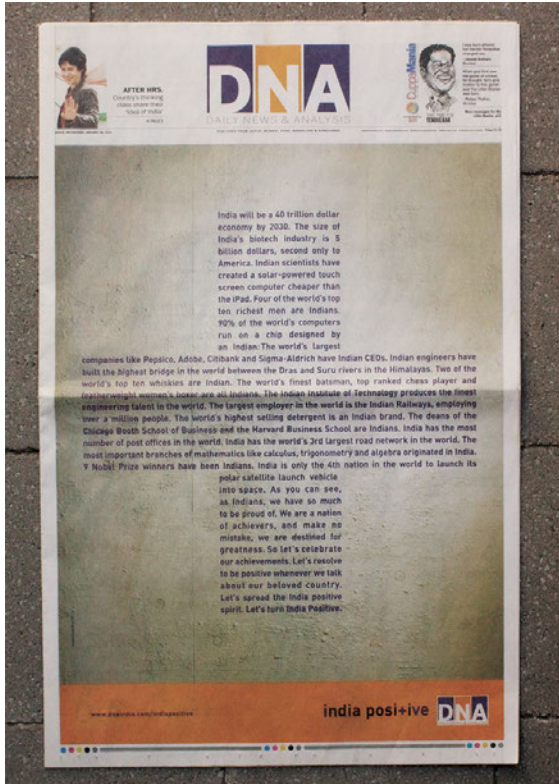 AFTER HRS.
Country's thinking
class share their
'idea of India'
DNA
DAILY NEWS & ANALYSIS
CuppaMania
TENDULKAR
India will be a 40 trillion dollar
economy by 2030. The size of
India's biotech industry is 5
billion dollars, second only to
America. Indian scientists have
created a solar-powered touch
screen computer cheaper than
the iPad. Four of the world's top
ten richest men are Indians.
90% of the world's computers
run on a chip designed by
an Indian. The world's largest
companies like Pepsico, Adobe, Citibank and Sigma-Aldrich have Indian CEOs. Indian engineers have
built the highest bridge in the world between the Dras and Suru rivers in the Himalayas. Two of the
world's top ten whiskies are Indian. The world's finest batsman, top ranked chess player and
featherweight women's boxer are all Indians. The Indian Institute of Technology produces the finest
engineering talent in the world. The largest employer in the world is the Indian Railways, employing
over a million people. The world's highest selling detergent is an Indian brand. The deans of the
Chicago Booth School of Business and the Harvard Business School are Indians. India has the most
number of post offices in the world. India has the world's 3rd largest road network in the world. The
most important branches of mathematics like calculus, trigonometry and algebra originated in India.
9 Nobel Prize winners have been Indians. India is only the 4th nation in the world to launch its
polar satellite launch vehicle
into space. As you can see,
as Indians, we have so much
to be proud of. We are a nation
of achievers, and make no
mistake, we are destined for
greatness. So let's celebrate
our achievements. Let's resolve
to be positive whenever we talk
about our beloved country.
Let's spread the India positive
spirit. Let's turn India Positive.
www.dnaindia.com/indiapositive
india posi+ive
DNA